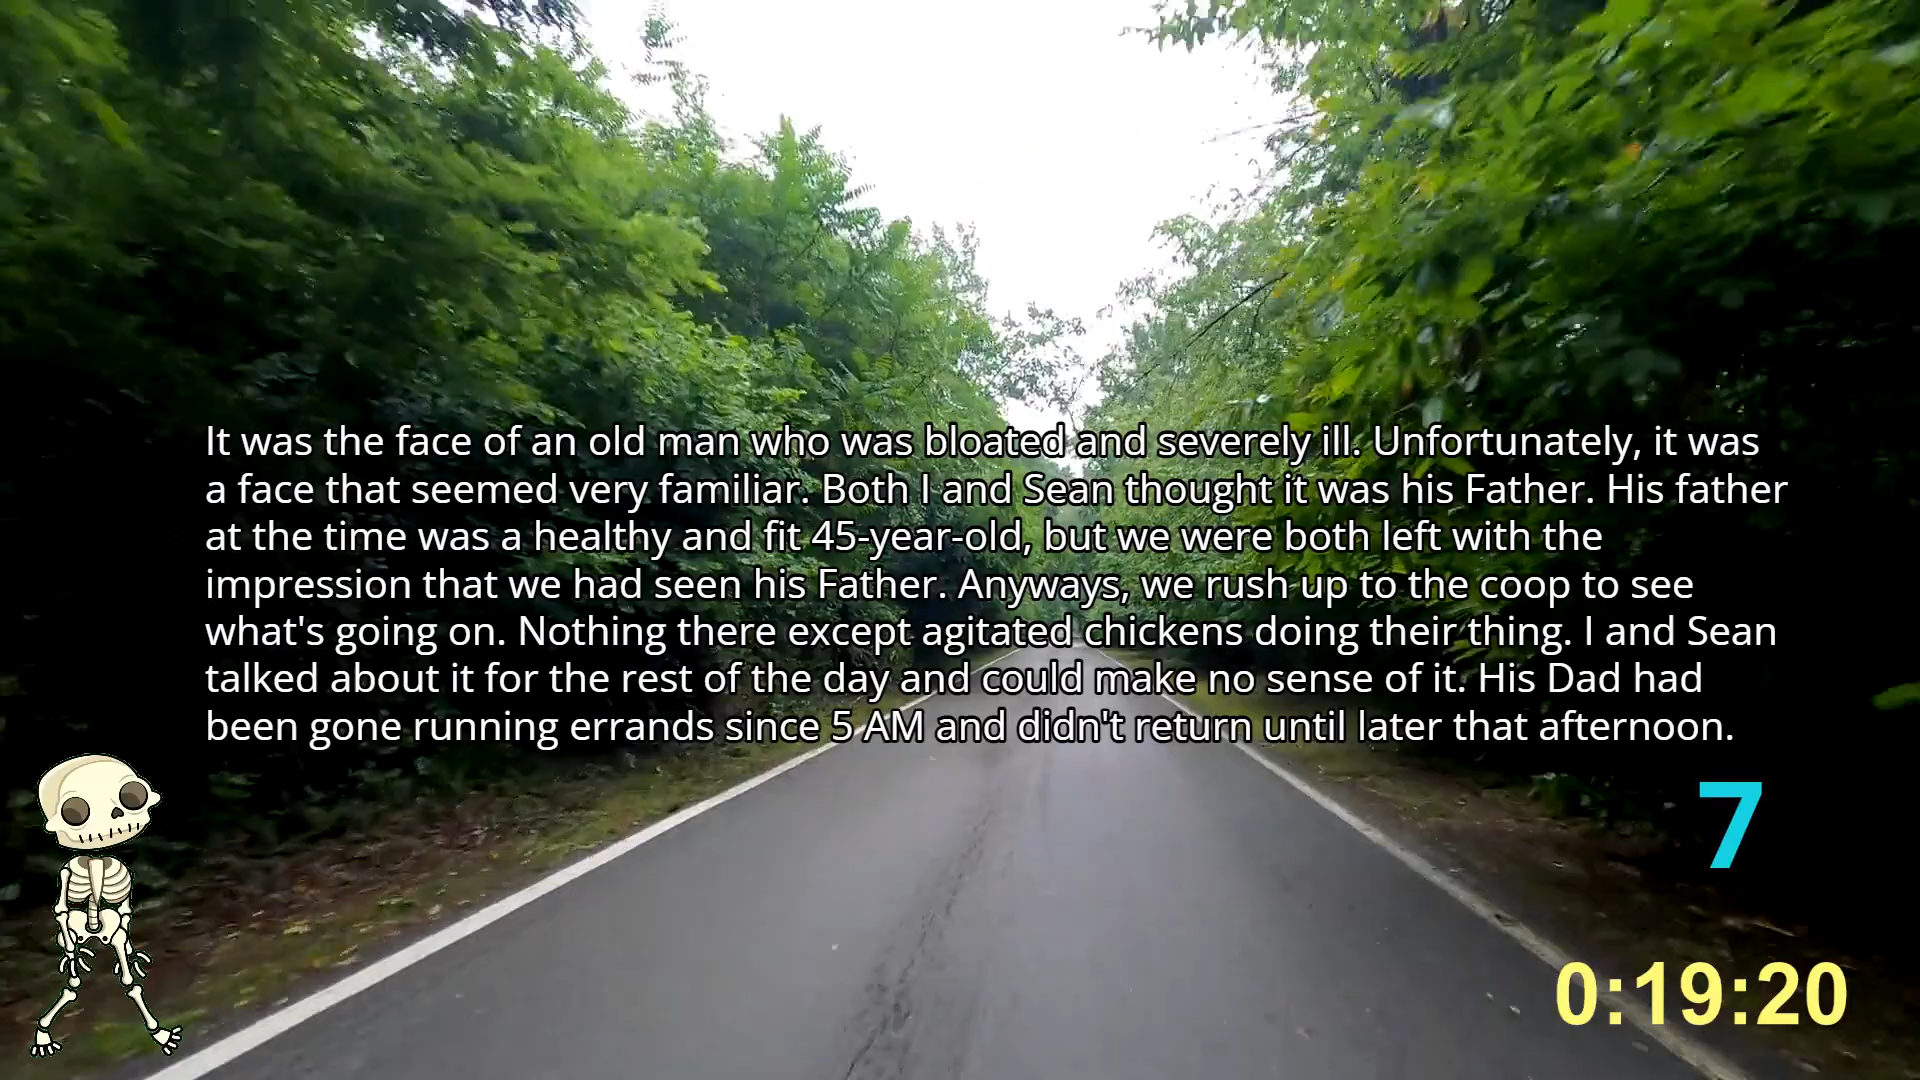 It was the face of an old man who was bloated and severely ill. Unfortunately, it was
a face that seemed very familiar. Both I and Sean thought it was his Father. His father
at the time was a healthy and fit 45-year-old, but we were both left with the
impression that we had seen his Father. Anyways, we rush up to the coop to see
what's going on. Nothing there except agitated chickens doing their thing. I and Sean
talked about it for the rest of the day and could make no sense of it. His Dad had
been gone running errands since 5 AM and didn't return until later that afternoon.
7
0:19:20